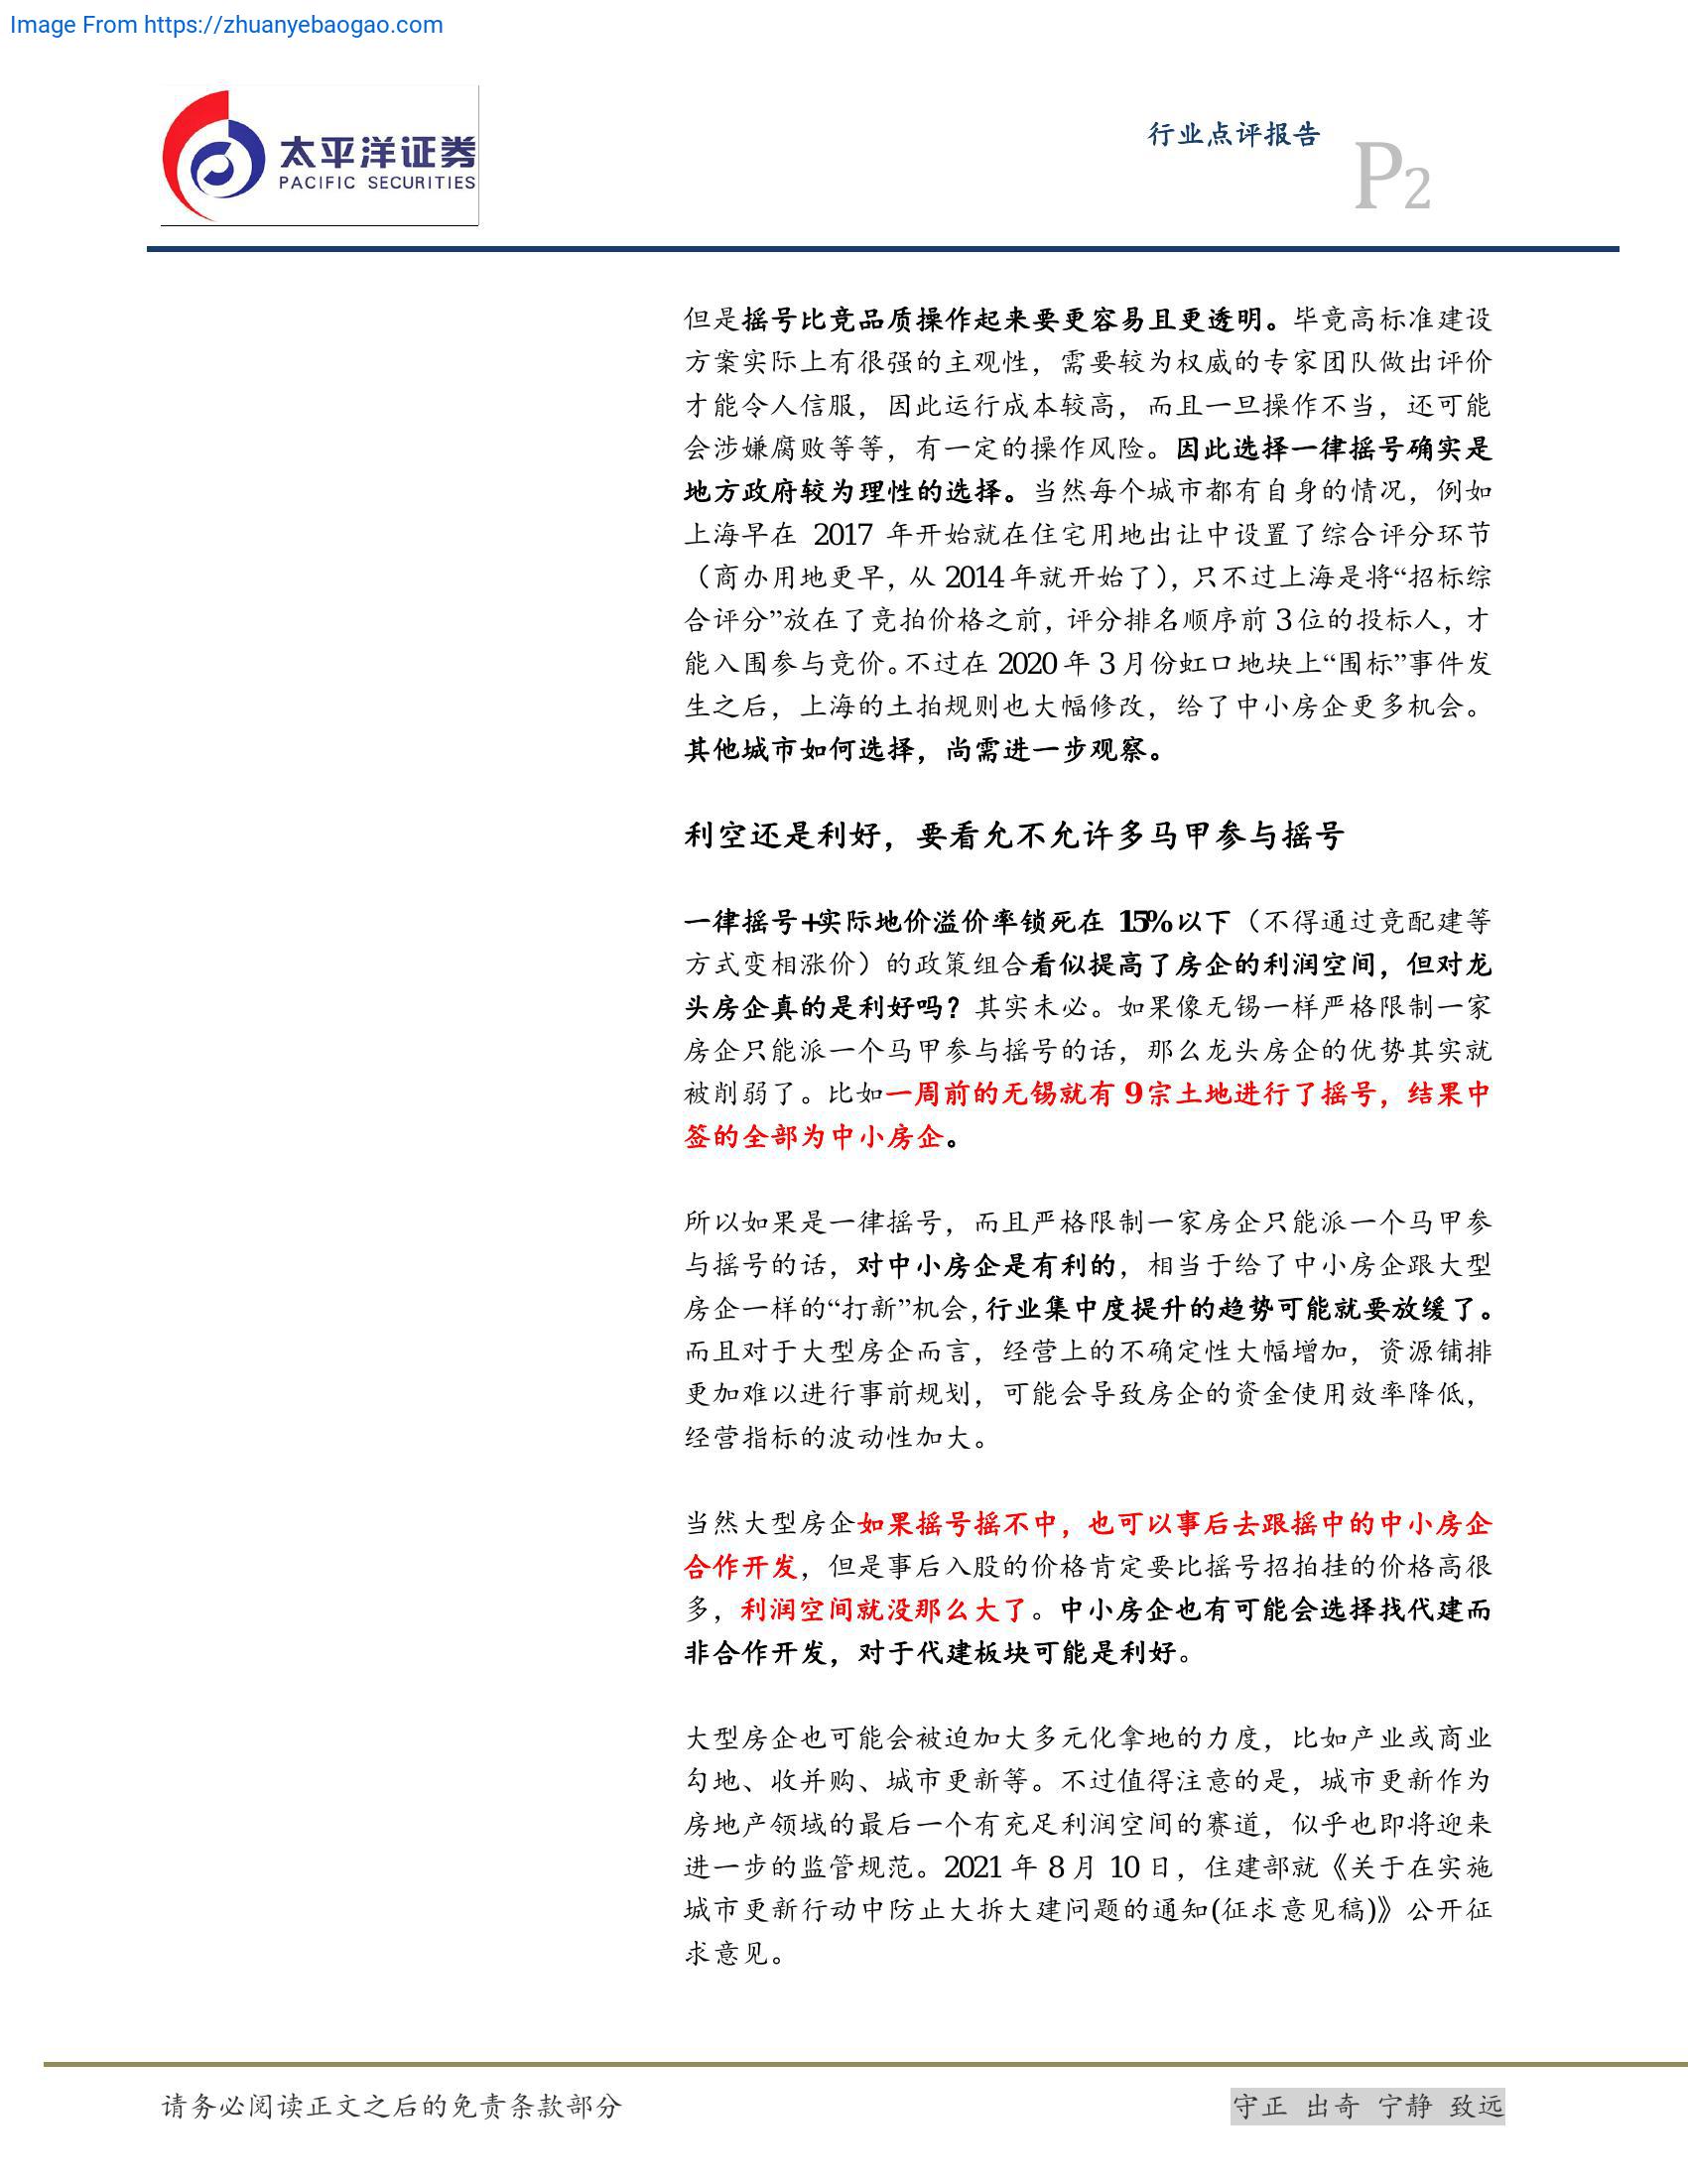 Image From https://zhuanyebaogao.com
太平洋证券
PACIFIC SECURITIES
行业点评报告
P2
但是摇号比竞品质操作起来要更容易且更透明。毕竟高标准建设
方案实际上有很强的主观性，需要较为权威的专家团队做出评价
才能令人信服，因此运行成本较高，而且一旦操作不当，还可能
会涉嫌腐败等等，有一定的操作风险。因此选择一律摇号确实是
地方政府较为理性的选择。当然每个城市都有自身的情况，例如
上海早在 2017 年开始就在住宅用地出让中设置了综合评分环节
（商办用地更早，从 2014 年就开始了），只不过上海是将“招标综
合评分”放在了竞拍价格之前，评分排名顺序前 3 位的投标人，才
能入围参与竞价。不过在 2020 年 3 月份虹口地块上“围标”事件发
生之后，上海的土拍规则也大幅修改，给了中小房企更多机会。
其他城市如何选择，尚需进一步观察。
利空还是利好，要看允不允许多马甲参与摇号
一律摇号+实际地价溢价率锁死在 15%以下（不得通过竞配建等
方式变相涨价）的政策组合看似提高了房企的利润空间，但对龙
头房企真的是利好吗？其实未必。如果像无锡一样严格限制一家
房企只能派一个马甲参与摇号的话，那么龙头房企的优势其实就
被削弱了。比如一周前的无锡就有 9 宗土地进行了摇号，结果中
签的全部为中小房企。
所以如果是一律摇号，而且严格限制一家房企只能派一个马甲参
与摇号的话，对中小房企是有利的，相当于给了中小房企跟大型
房企一样的“打新”机会，行业集中度提升的趋势可能就要放缓了。
而且对于大型房企而言，经营上的不确定性大幅增加，资源铺排
更加难以进行事前规划，可能会导致房企的资金使用效率降低，
经营指标的波动性加大。
当然大型房企如果摇号摇不中，也可以事后去跟摇中的中小房企
合作开发，但是事后入股的价格肯定要比摇号招拍挂的价格高很
多，利润空间就没那么大了。中小房企也有可能会选择找代建而
非合作开发，对于代建板块可能是利好。
大型房企也可能会被迫加大多元化拿地的力度，比如产业或商业
勾地、收并购、城市更新等。不过值得注意的是，城市更新作为
房地产领域的最后一个有充足利润空间的赛道，似乎也即将迎来
进一步的监管规范。2021 年 8 月 10 日，住建部就《关于在实施
城市更新行动中防止大拆大建问题的通知(征求意见稿)》公开征
求意见。
请务必阅读正文之后的免责条款部分
守正 出奇 宁静 致远